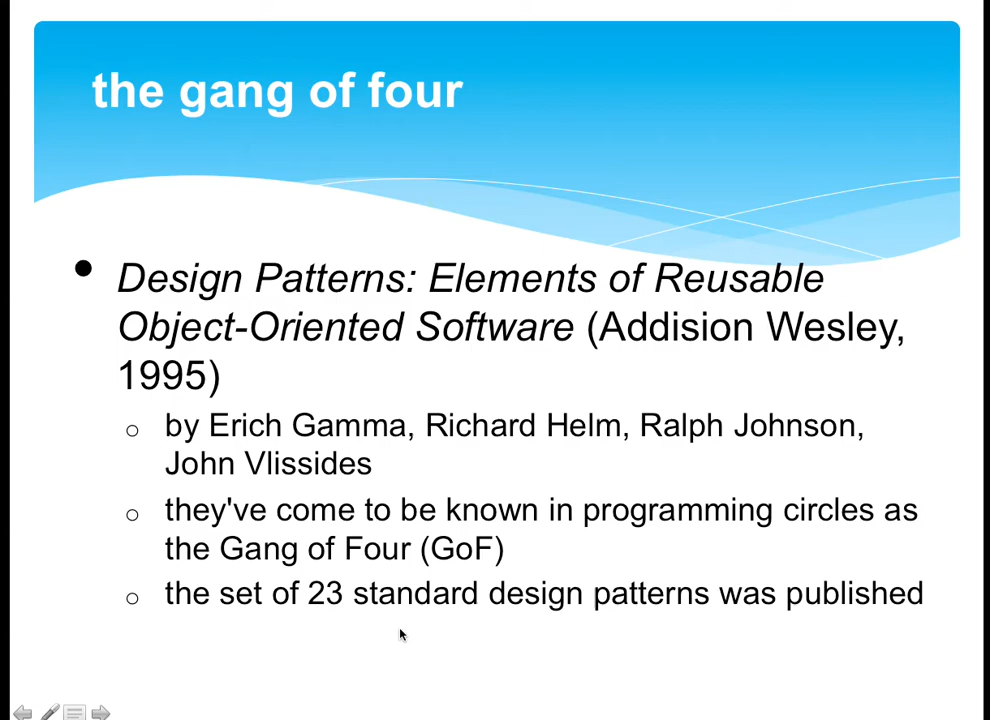 the gang of four
• Design Patterns: Elements of Reusable
Object-Oriented Software (Addision Wesley,
1995)
o by Erich Gamma, Richard Helm, Ralph Johnson,
John Vlissides
o they've come to be known in programming circles as
the Gang of Four (GoF)
o the set of 23 standard design patterns was published